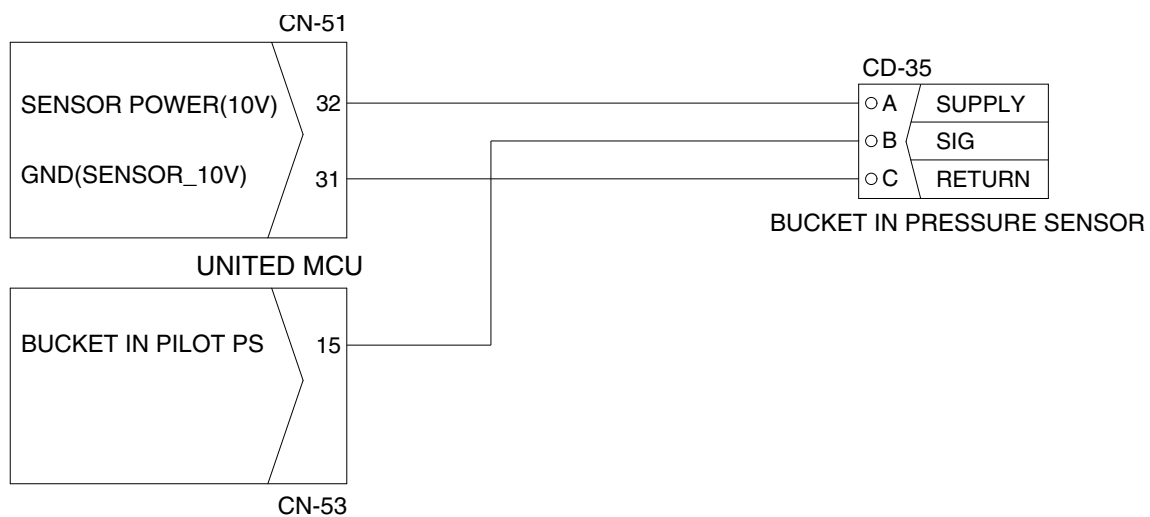 CN-51
SENSOR POWER(10V) 32
GND(SENSOR_10V) 31
CD-35
A SUPPLY
B SIG
C RETURN
BUCKET IN PRESSURE SENSOR
UNITED MCU
BUCKET IN PILOT PS 15
CN-53